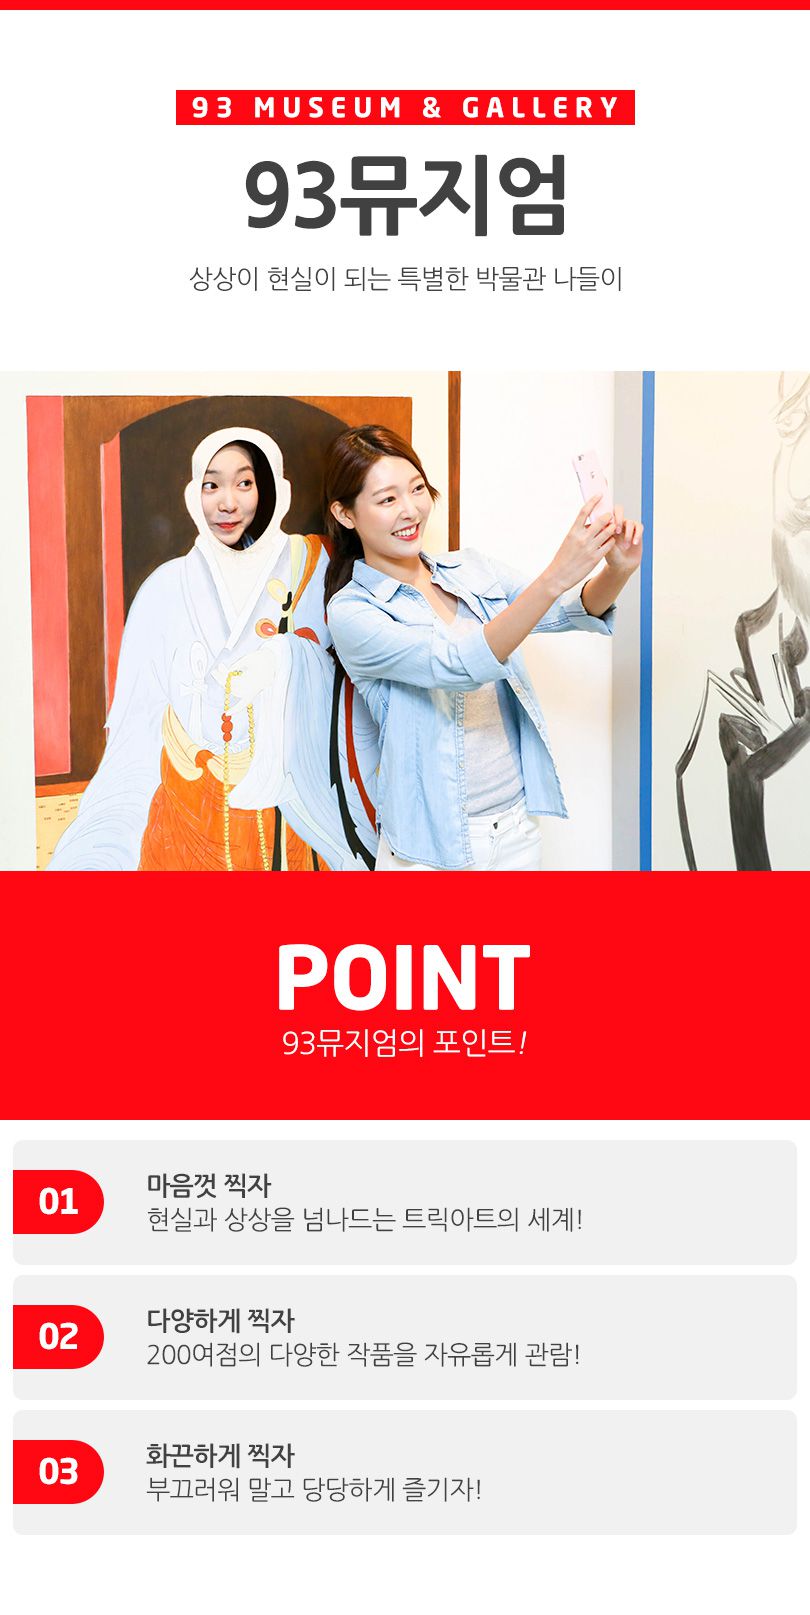 93 MUSEUM & GALLERY
93뮤지엄
상상이 현실이 되는 특별한 박물관 나들이
POINT
93뮤지엄의 포인트!
01
마음껏 찍자
현실과 상상을 넘나드는 트릭아트의 세계!
02
다양하게 찍자
200여점의 다양한 작품을 자유롭게 관람!
03
화끈하게 찍자
부끄러워 말고 당당하게 즐기자!